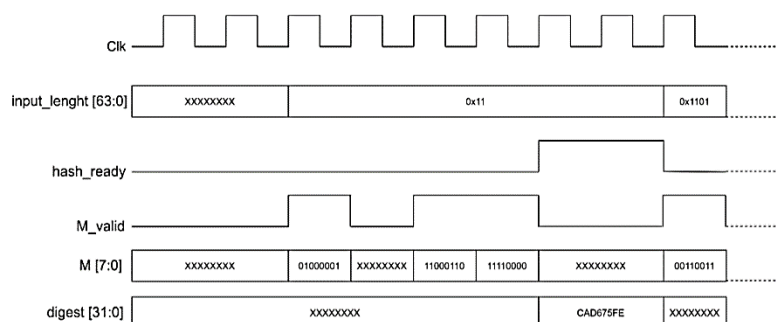 Clk
input_lenght [63:0] XXXXXXXX 0x11 0x1101
hash_ready
M_valid
M [7:0] XXXXXXXX 01000001 XXXXXXXX 11000110 11110000 XXXXXXXX 00110011
digest [31:0] XXXXXXXX CAD675FE XXXXXXXX